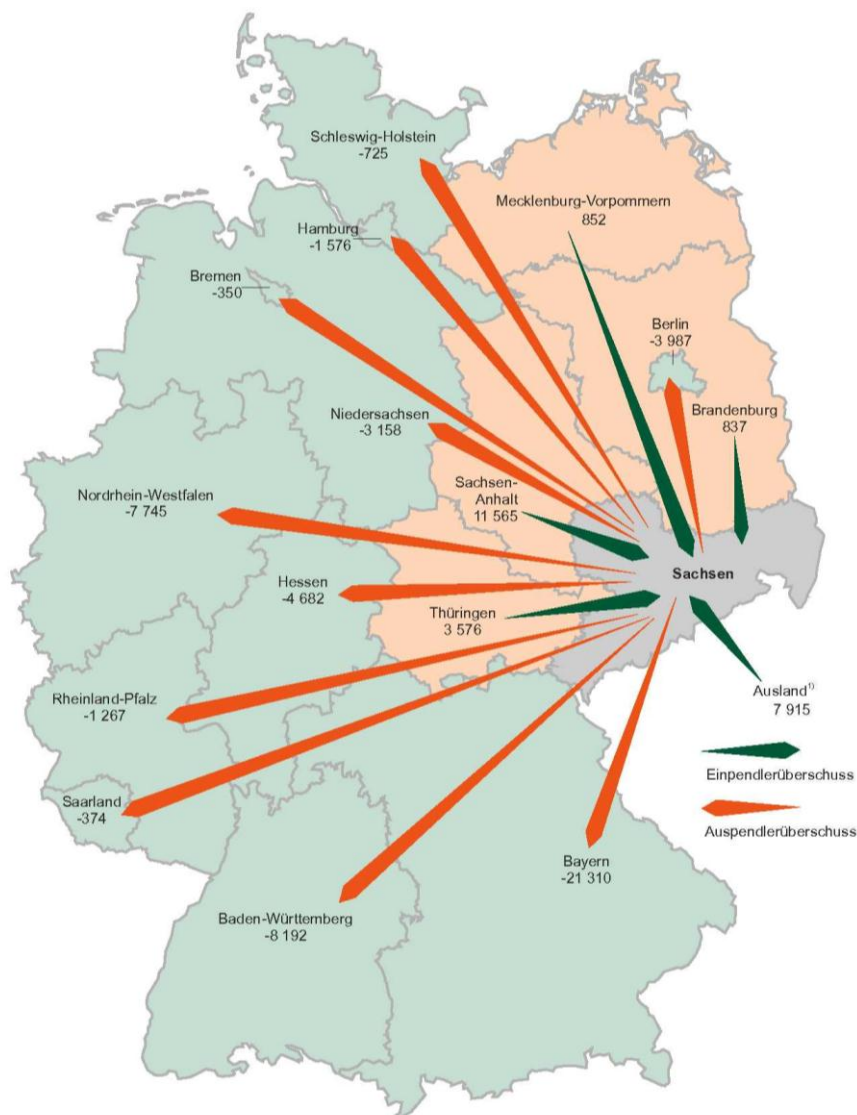 Schleswig-Holstein
-725
Mecklenburg-Vorpommern
852
Hamburg
-1 576
Bremen
-350
Berlin
-3 987
Niedersachsen
-3 158
Brandenburg
837
Sachsen-
Anhalt
11 565
Nordrhein-Westfalen
-7 745
Hessen
-4 682
Sachsen
Thüringen
3 576
Rheinland-Pfalz
-1 267
Ausland¹⁾
7 915
Einpendlerüberschuss
Saarland
-374
Auspendlerüberschuss
Bayern
-21 310
Baden-Württemberg
-8 192